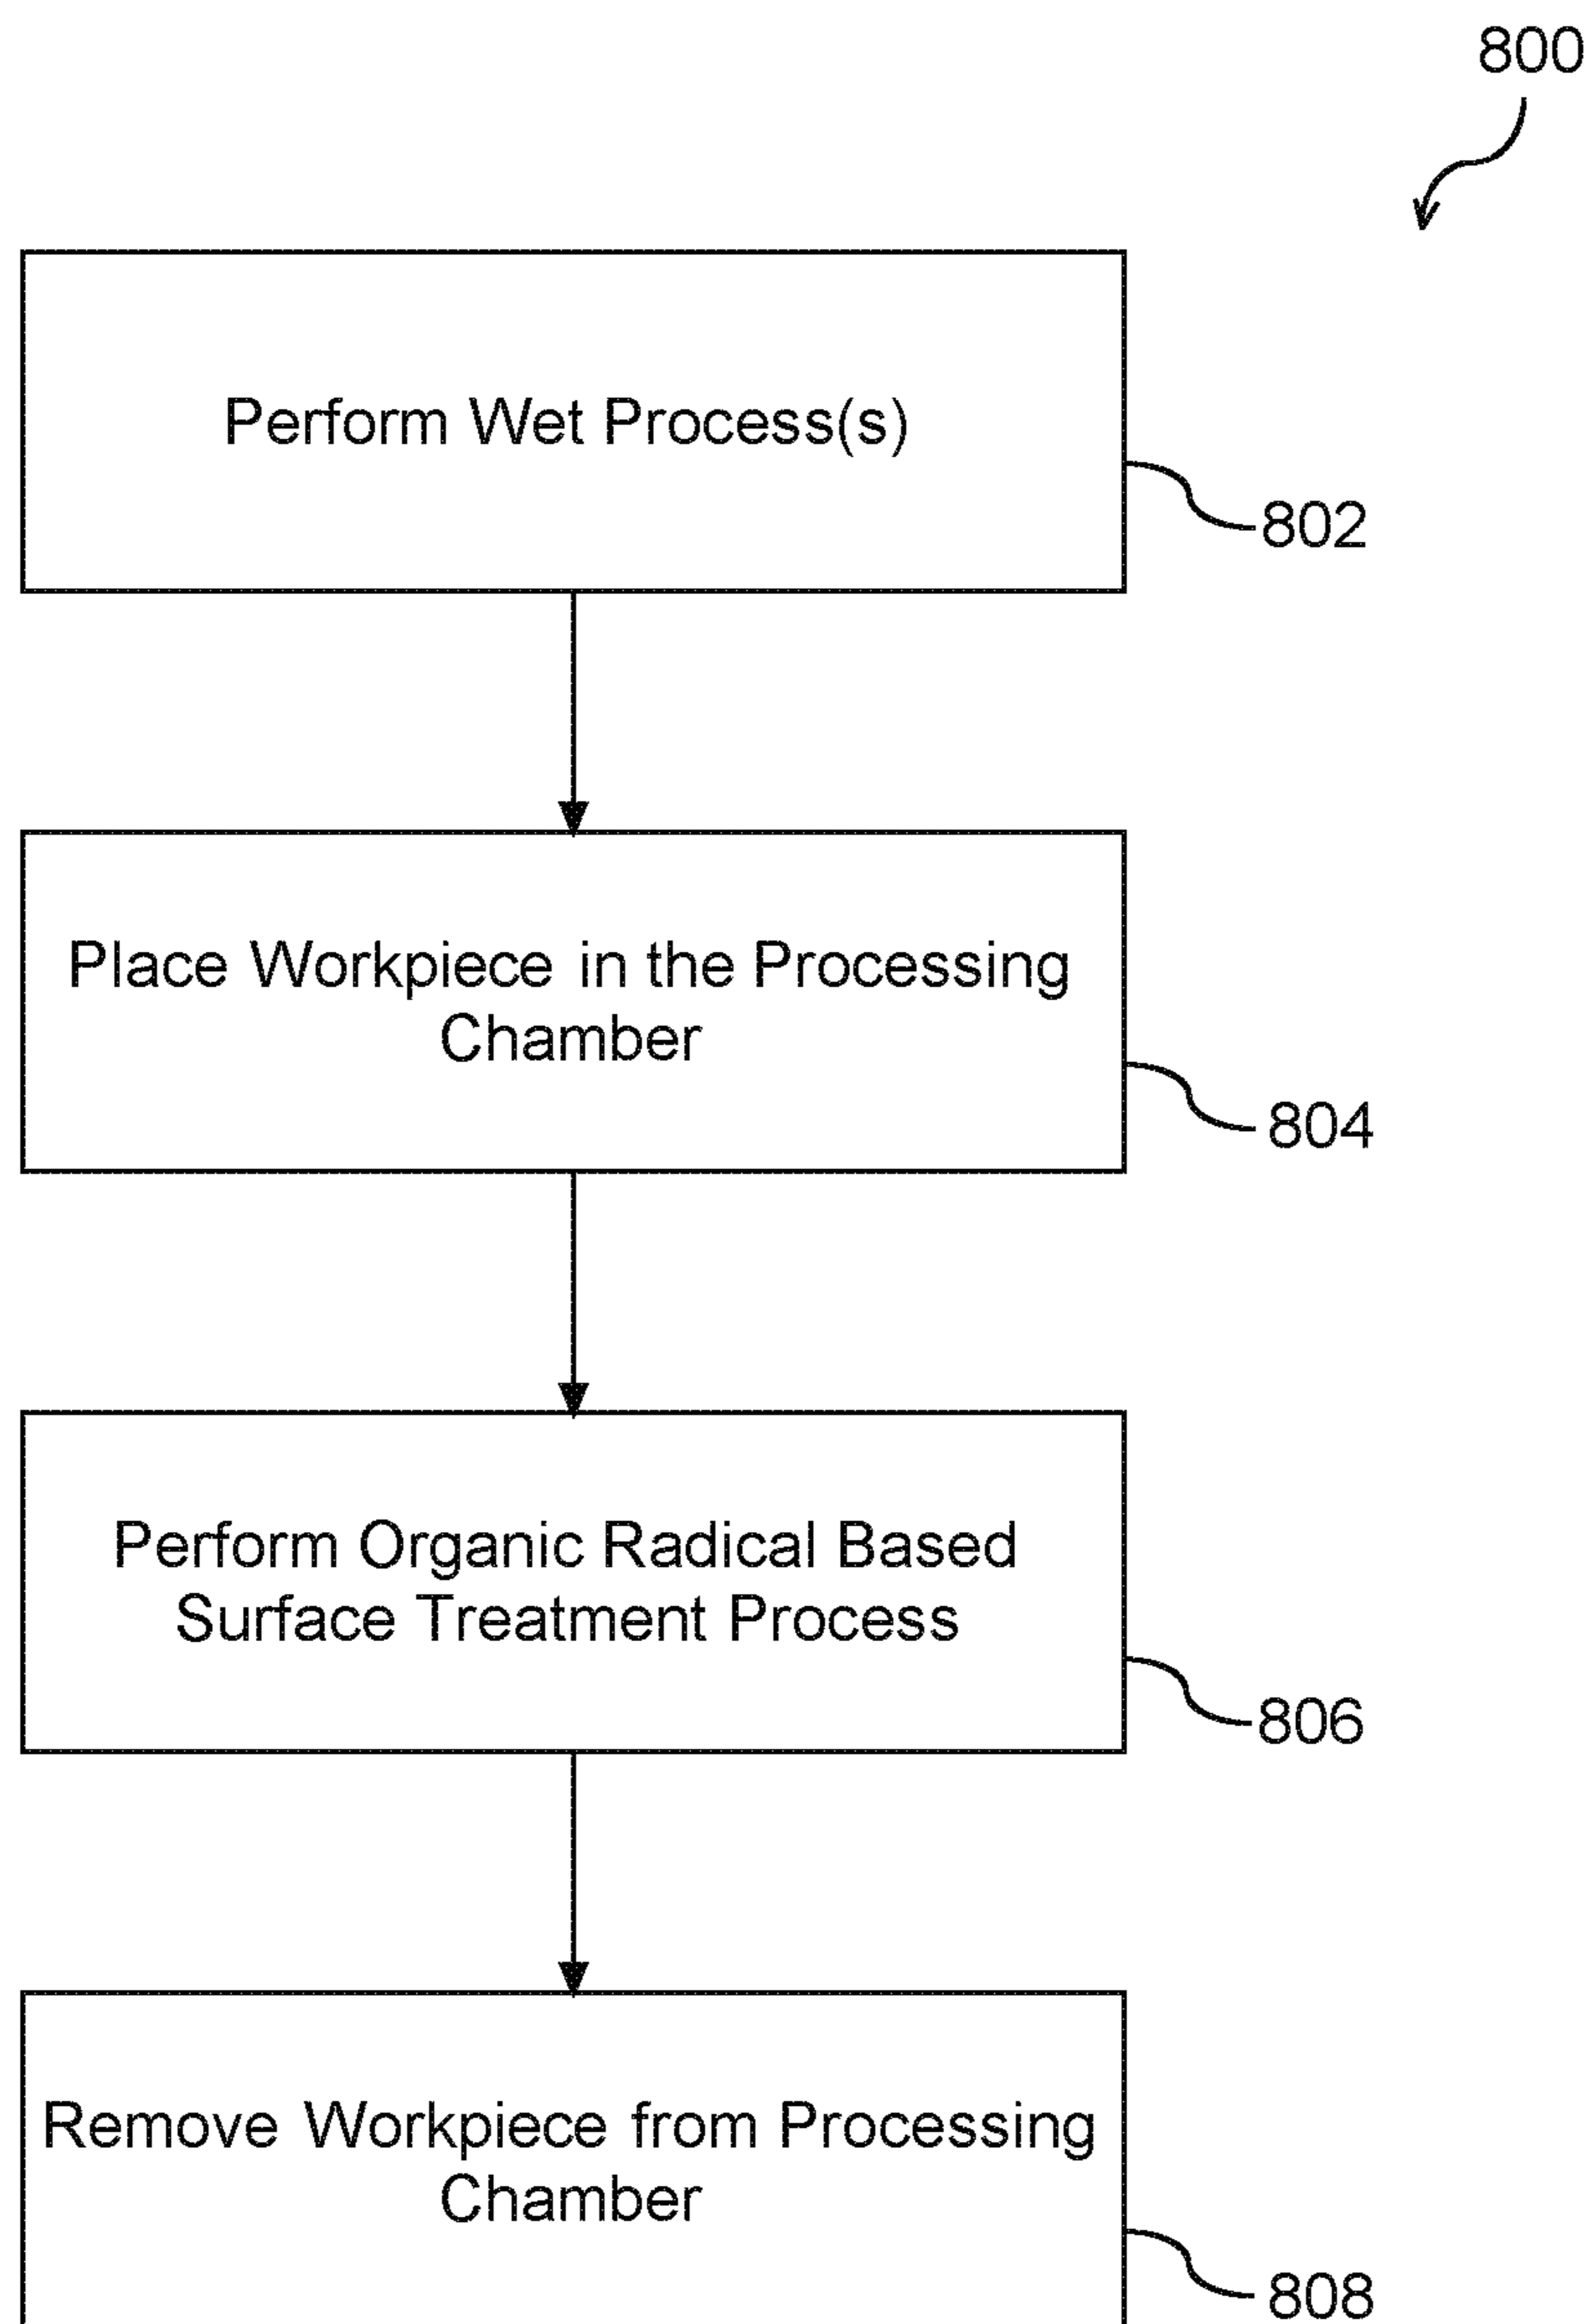 800
Perform Wet Process(s)
802
Place Workpiece in the Processing
Chamber
804
Perform Organic Radical Based
Surface Treatment Process
806
Remove Workpiece from Processing
Chamber
808